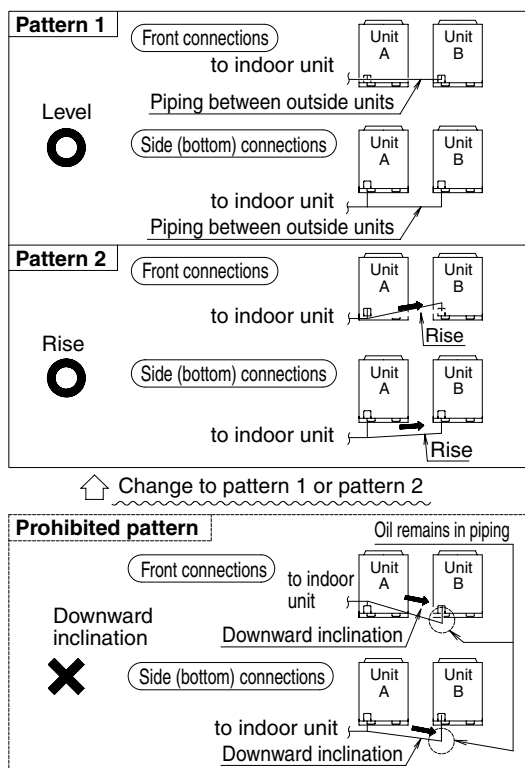 Pattern 1
Front connections
Unit A
Unit B
to indoor unit
Piping between outside units
Level
Side (bottom) connections
Unit A
Unit B
to indoor unit
Piping between outside units
Pattern 2
Front connections
Unit A
Unit B
to indoor unit
Rise
Rise
Side (bottom) connections
Unit A
Unit B
to indoor unit
Rise
Change to pattern 1 or pattern 2
Prohibited pattern
Oil remains in piping
Front connections
to indoor
unit
Unit A
Unit B
Downward
inclination
Downward inclination
Side (bottom) connections
Unit A
Unit B
to indoor unit
Downward inclination